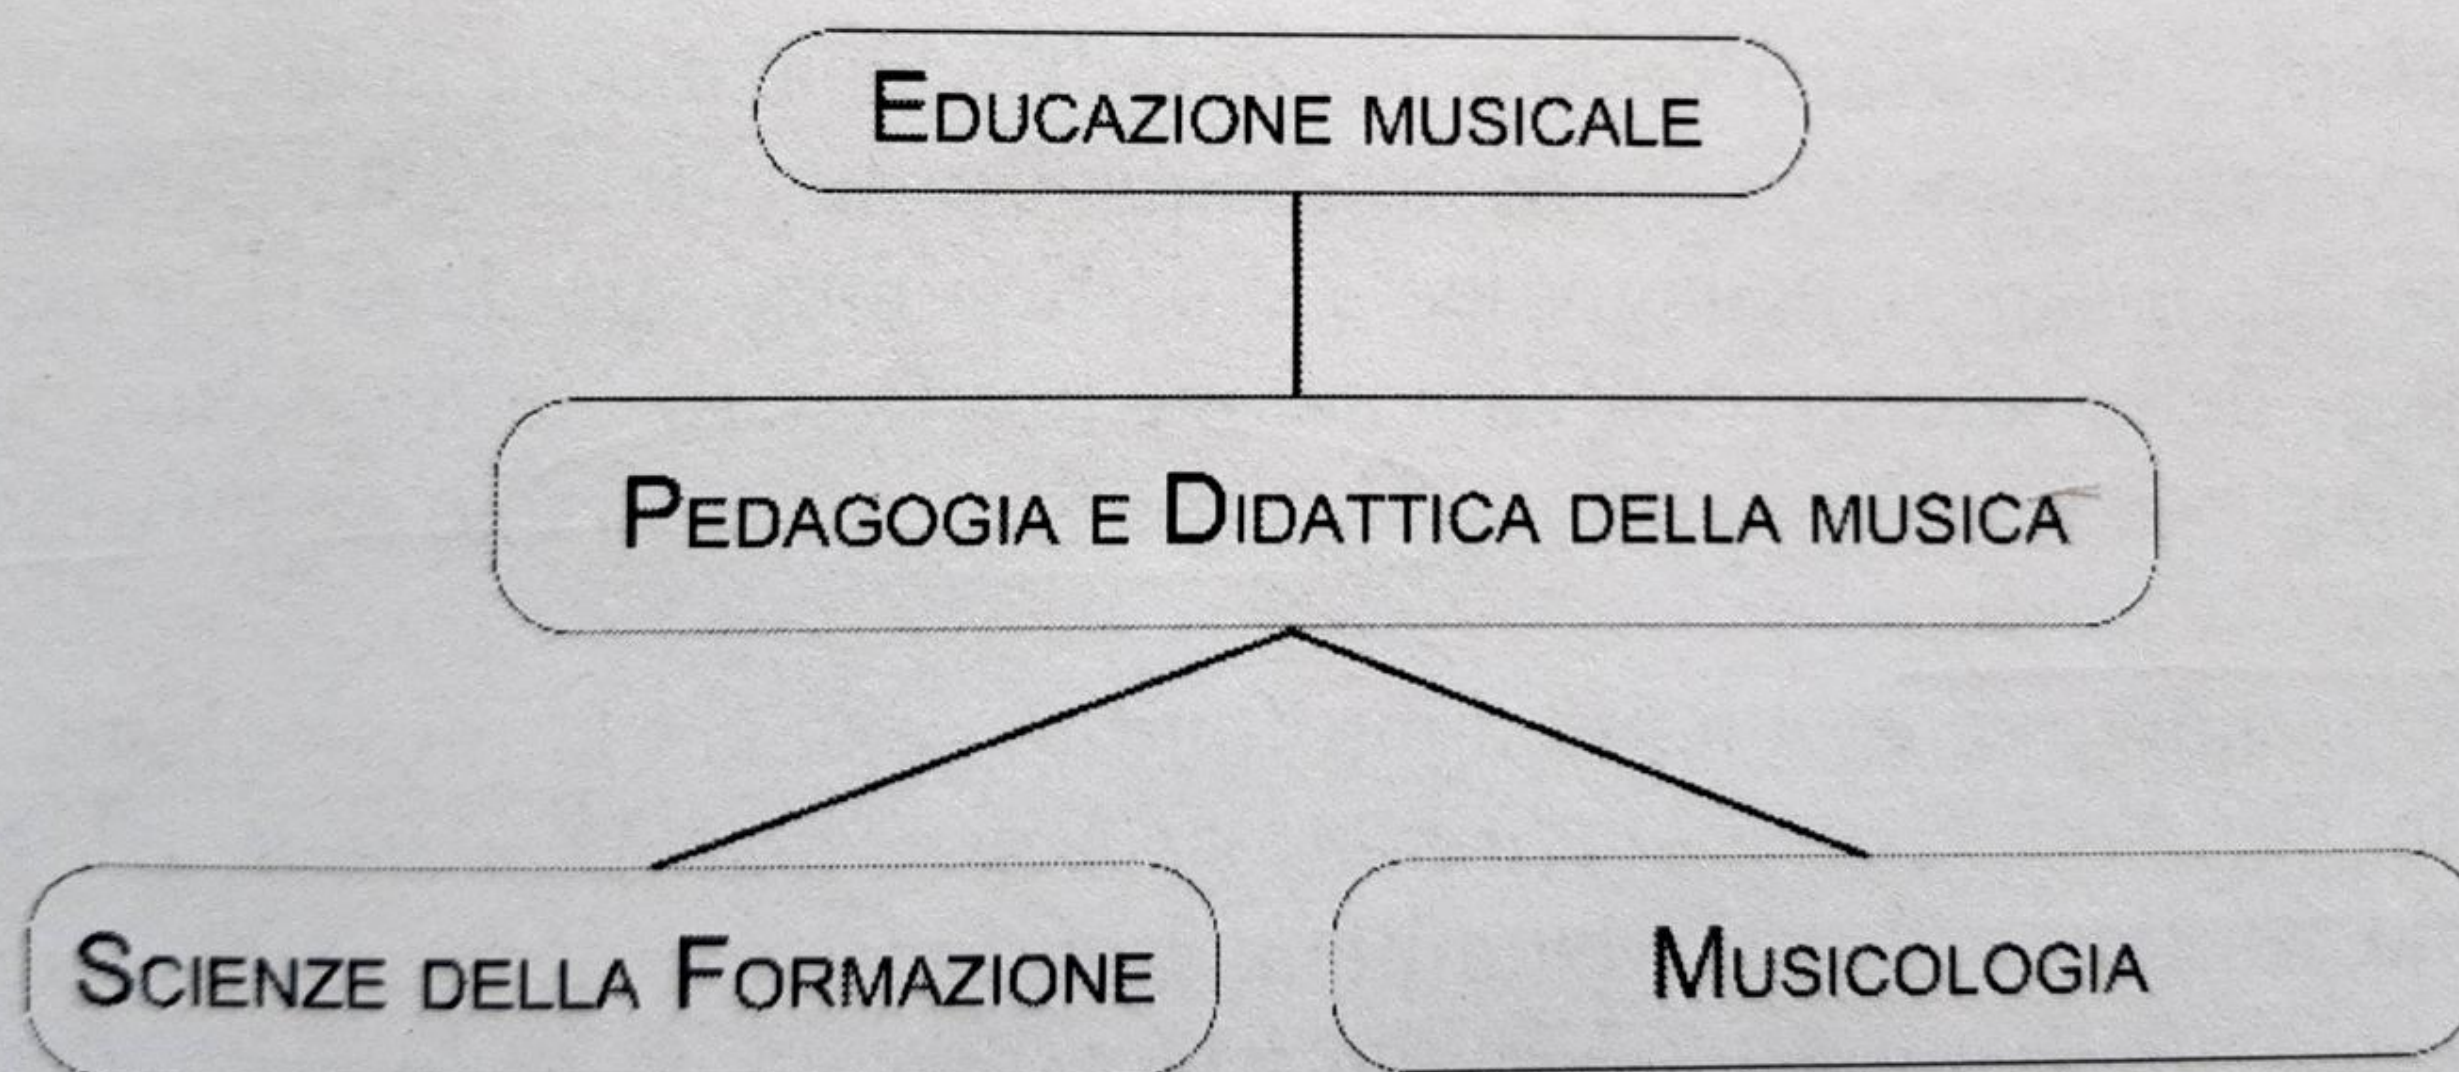 EDUCAZIONE MUSICALE
PEDAGOGIA E DIDATTICA DELLA MUSICA
SCIENZE DELLA FORMAZIONE
MUSICOLOGIA